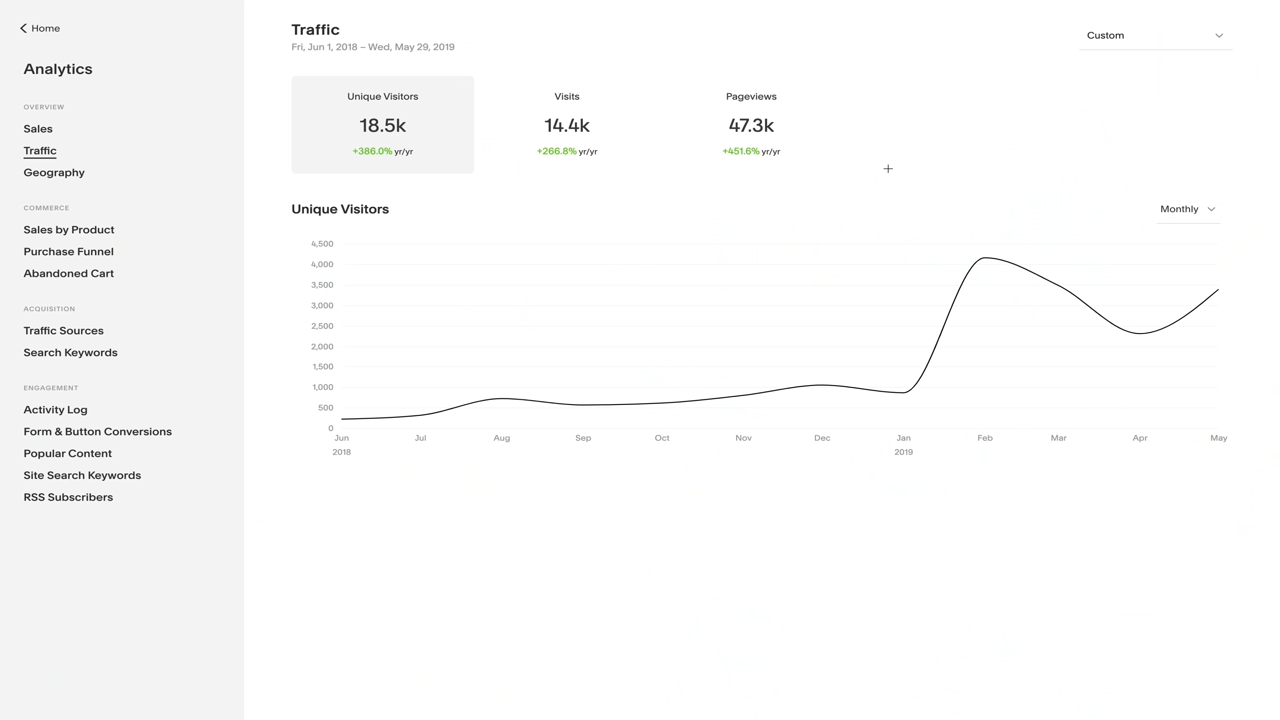 Home
Analytics
OVERVIEW
Sales
Traffic
Geography
COMMERCE
Sales by Product
Purchase Funnel
Abandoned Cart
ACQUISITION
Traffic Sources
Search Keywords
ENGAGEMENT
Activity Log
Form & Button Conversions
Popular Content
Site Search Keywords
RSS Subscribers
Traffic
Fri, Jun 1, 2018 – Wed, May 29, 2019
Custom
Unique Visitors
18.5k
+386.0% yr/yr
Visits
14.4k
+266.8% yr/yr
Pageviews
47.3k
+451.6% yr/yr
Unique Visitors
Monthly
4,500
4,000
3,500
3,000
2,500
2,000
1,500
1,000
500
0
Jun Jul Aug Sep Oct Nov Dec Jan Feb Mar Apr May
2018 2019